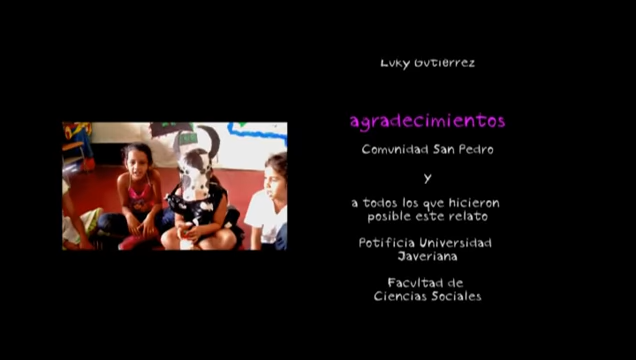 Luky Gutierrez
agradecimientos
Comunidad San Pedro
y
a todos los que hicieron
posible este relato
Potificia Universidad
Javeriana
Facultad de
Ciencias Sociales